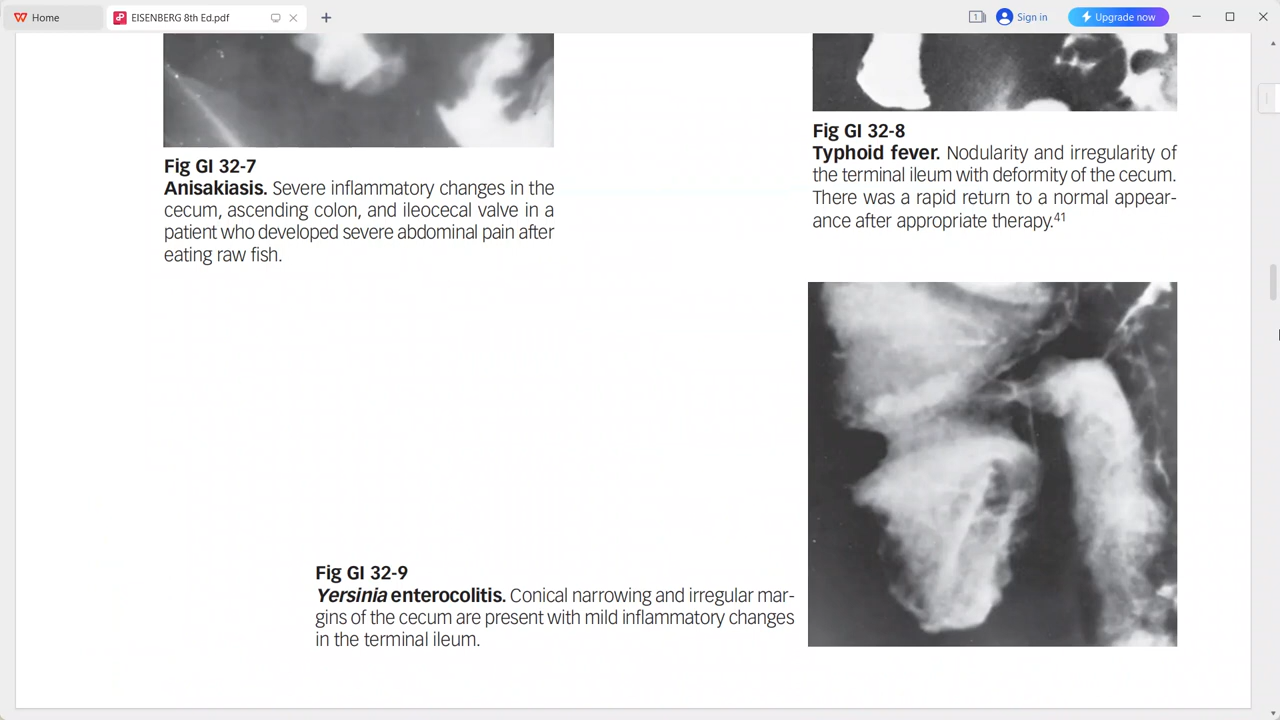 Home
EISENBERG 8th Ed.pdf
1
Sign in
Upgrade now
Fig GI 32-7
Anisakiasis. Severe inflammatory changes in the
cecum, ascending colon, and ileocecal valve in a
patient who developed severe abdominal pain after
eating raw fish.
Fig GI 32-8
Typhoid fever. Nodularity and irregularity of
the terminal ileum with deformity of the cecum.
There was a rapid return to a normal appear-
ance after appropriate therapy.41
Fig GI 32-9
Yersinia enterocolitis. Conical narrowing and irregular mar-
gins of the cecum are present with mild inflammatory changes
in the terminal ileum.